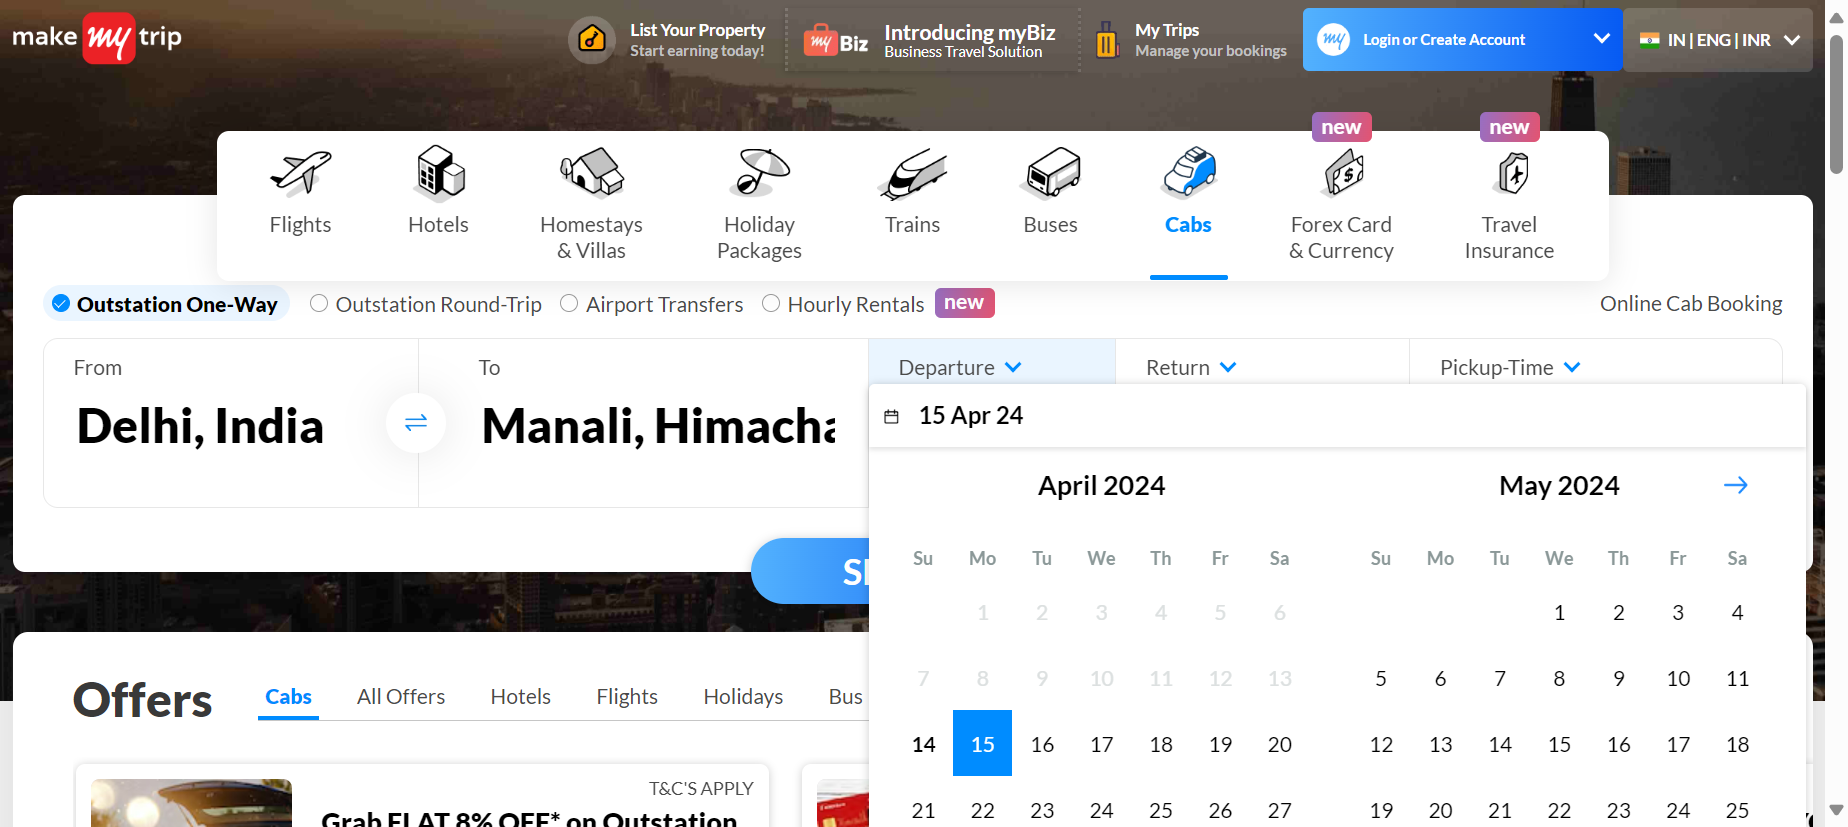 make my trip
List Your Property
Start earning today!
my Biz
Introducing myBiz
Business Travel Solution
My Trips
Manage your bookings
my
Login or Create Account
IN | ENG | INR
new
new
Flights
Hotels
Homestays
& Villas
Holiday
Packages
Trains
Buses
Cabs
Forex Card
& Currency
Travel
Insurance
Outstation One-Way
Outstation Round-Trip
Airport Transfers
Hourly Rentals
new
Online Cab Booking
From
Delhi, India
To
Manali, Himacha
Departure
Return
Pickup-Time
15 Apr 24
April 2024
May 2024
Su Mo Tu We Th Fr Sa
Su Mo Tu We Th Fr Sa
1 2 3 4 5 6
1 2 3 4
7 8 9 10 11 12 13
5 6 7 8 9 10 11
14 15 16 17 18 19 20
12 13 14 15 16 17 18
21 22 23 24 25 26 27
19 20 21 22 23 24 25
Offers
Cabs
All Offers
Hotels
Flights
Holidays
Bus
T&C'S APPLY
Grab FLAT 8% OFF* on Outstation